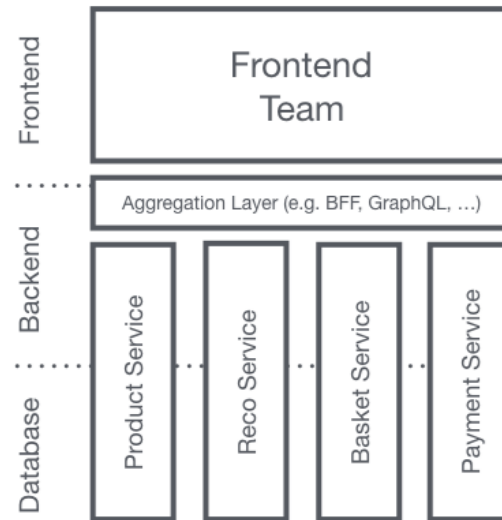 Frontend
Frontend
Team
Aggregation Layer (e.g. BFF, GraphQL, …)
Backend
Product Service
Reco Service
Basket Service
Payment Service
Database